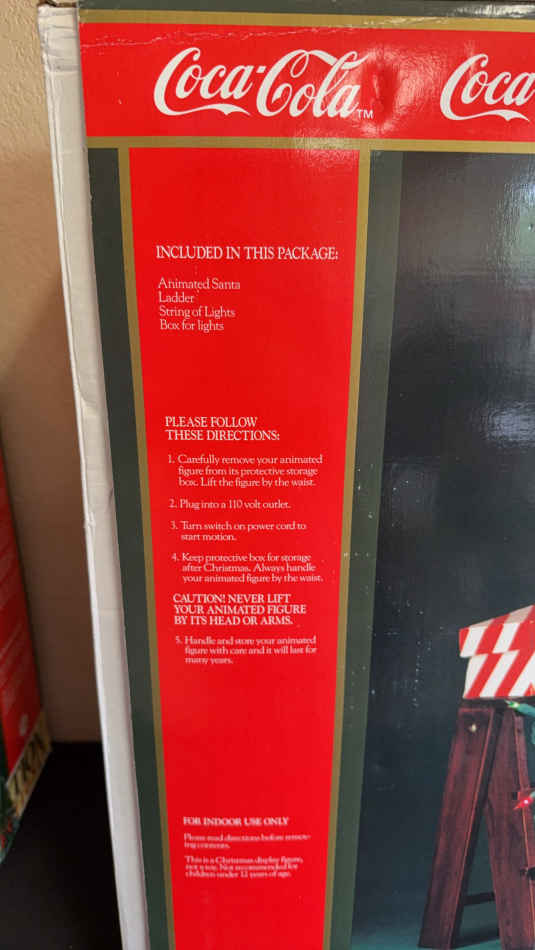 Coca-Cola™ Coca
INCLUDED IN THIS PACKAGE:
Animated Santa
Ladder
String of Lights
Box for lights
PLEASE FOLLOW
THESE DIRECTIONS:
1. Carefully remove your animated
figure from its protective storage
box. Lift the figure by the waist.
2. Plug into a 110 volt outlet.
3. Turn switch on power cord to
start motion.
4. Keep protective box for storage
after Christmas. Always handle
your animated figure by the waist.
CAUTION! NEVER LIFT
YOUR ANIMATED FIGURE
BY ITS HEAD OR ARMS.
5. Handle and store your animated
figure with care and it will last for
many years.
FOR INDOOR USE ONLY
Please read directions before remov-
ing contents.
This is a Christmas display figure,
not a toy. Not recommended for
children under 12 years of age.